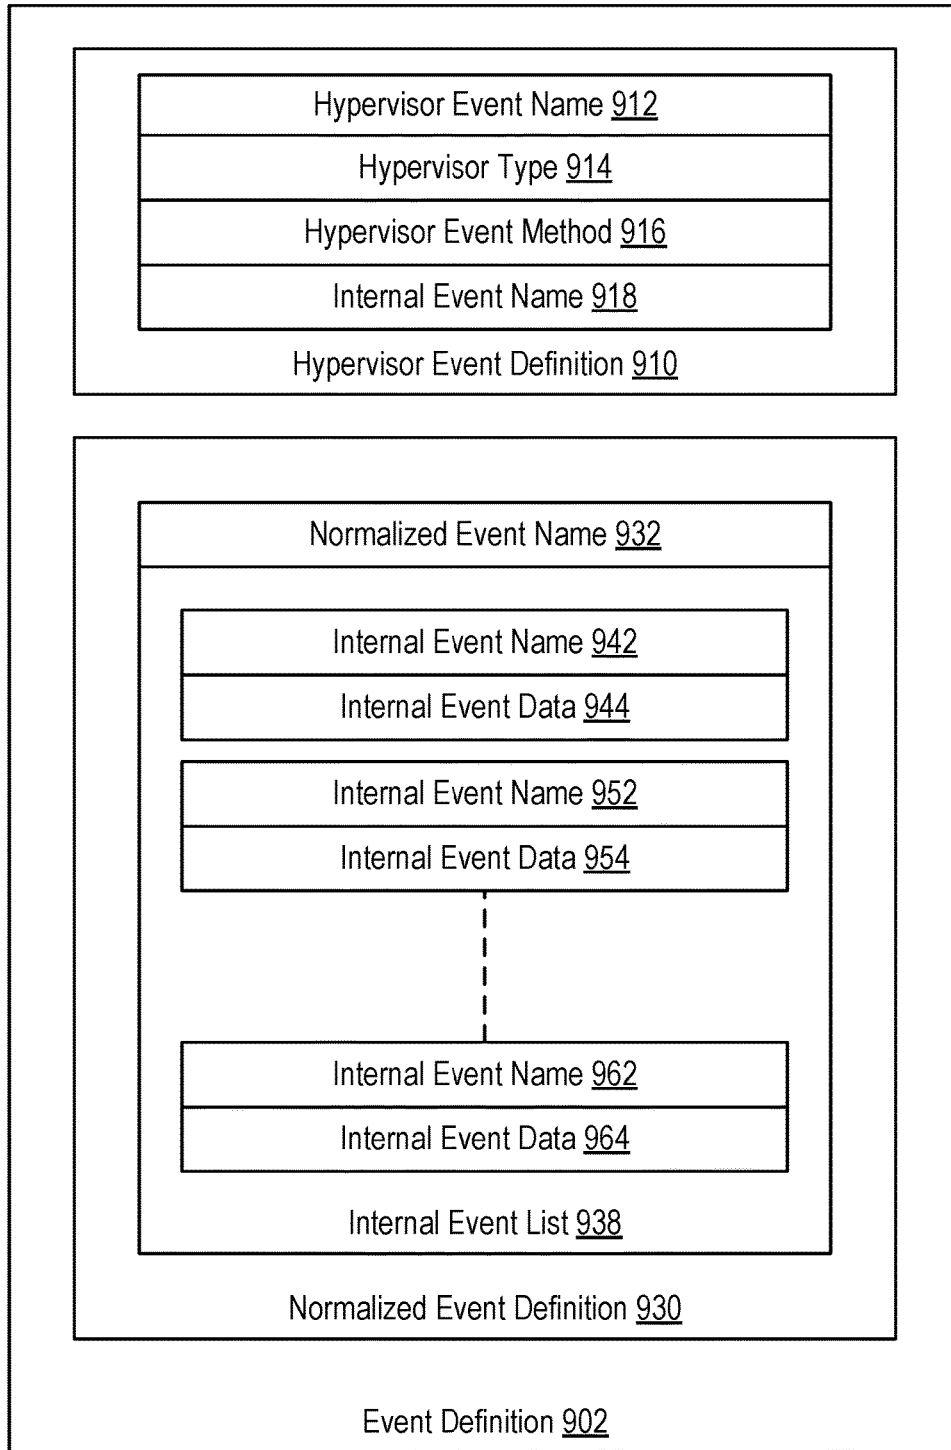 Hypervisor Event Name 912
Hypervisor Type 914
Hypervisor Event Method 916
Internal Event Name 918
Hypervisor Event Definition 910
Normalized Event Name 932
Internal Event Name 942
Internal Event Data 944
Internal Event Name 952
Internal Event Data 954
Internal Event Name 962
Internal Event Data 964
Internal Event List 938
Normalized Event Definition 930
Event Definition 902